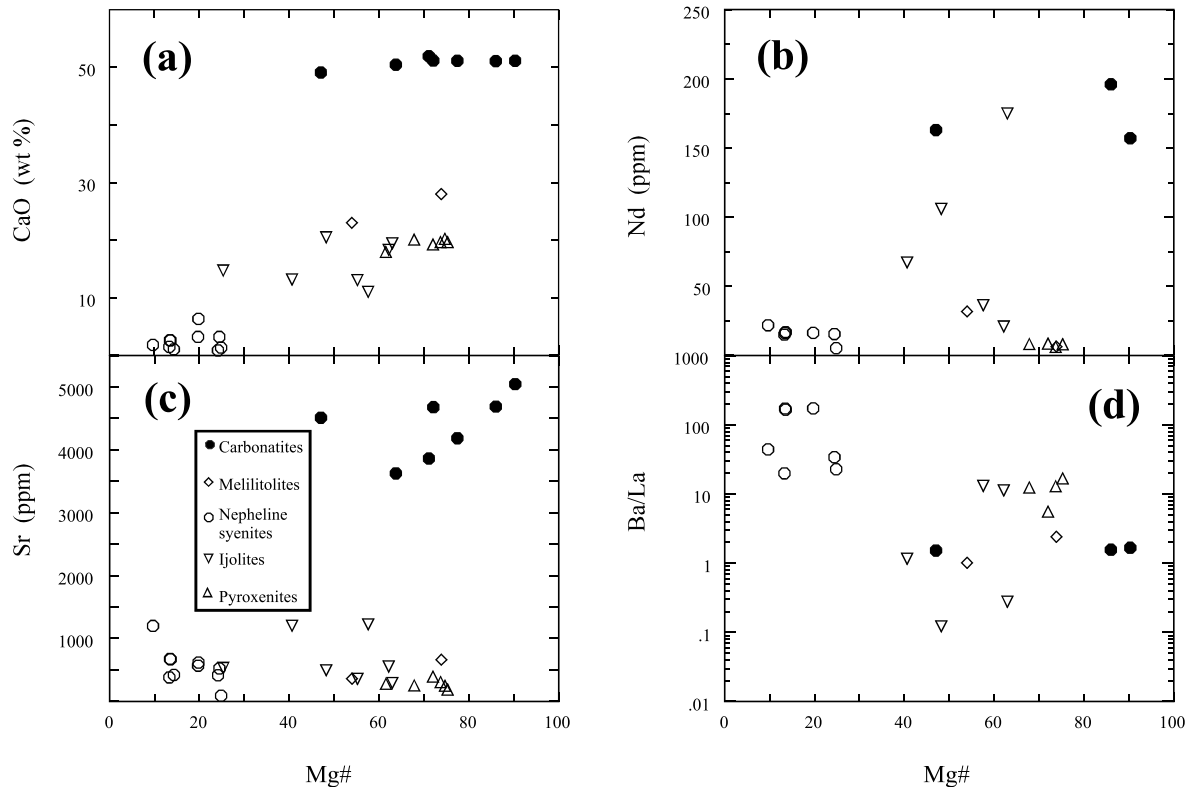 (a)
CaO (wt %)
50
30
10
(b)
Nd (ppm)
250
200
150
100
50
0
(c)
Sr (ppm)
5000
4000
3000
2000
1000
Carbonatites
Melilitolites
Nepheline
syenites
Ijolites
Pyroxenites
0 20 40 60 80 100
Mg#
(d)
Ba/La
1000
100
10
1
.1
.01
0 20 40 60 80 100
Mg#